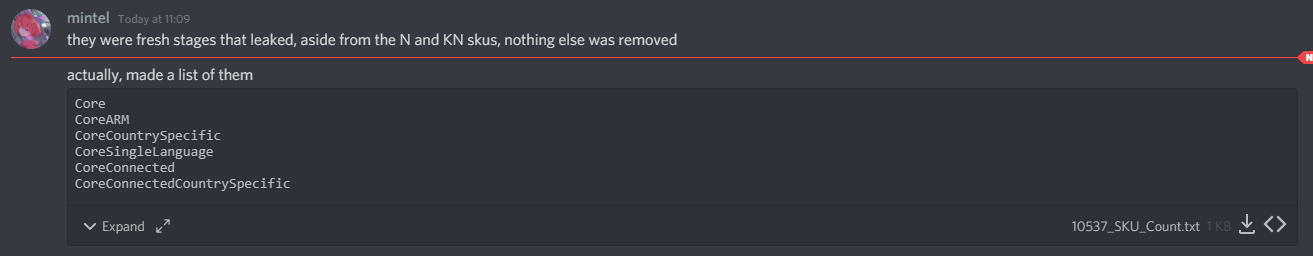 mintel Today at 11:09
they were fresh stages that leaked, aside from the N and KN skus, nothing else was removed
N
actually, made a list of them
Core
CoreARM
CoreCountrySpecific
CoreSingleLanguage
CoreConnected
CoreConnectedCountrySpecific
Expand 10537_SKU_Count.txt 1 KB